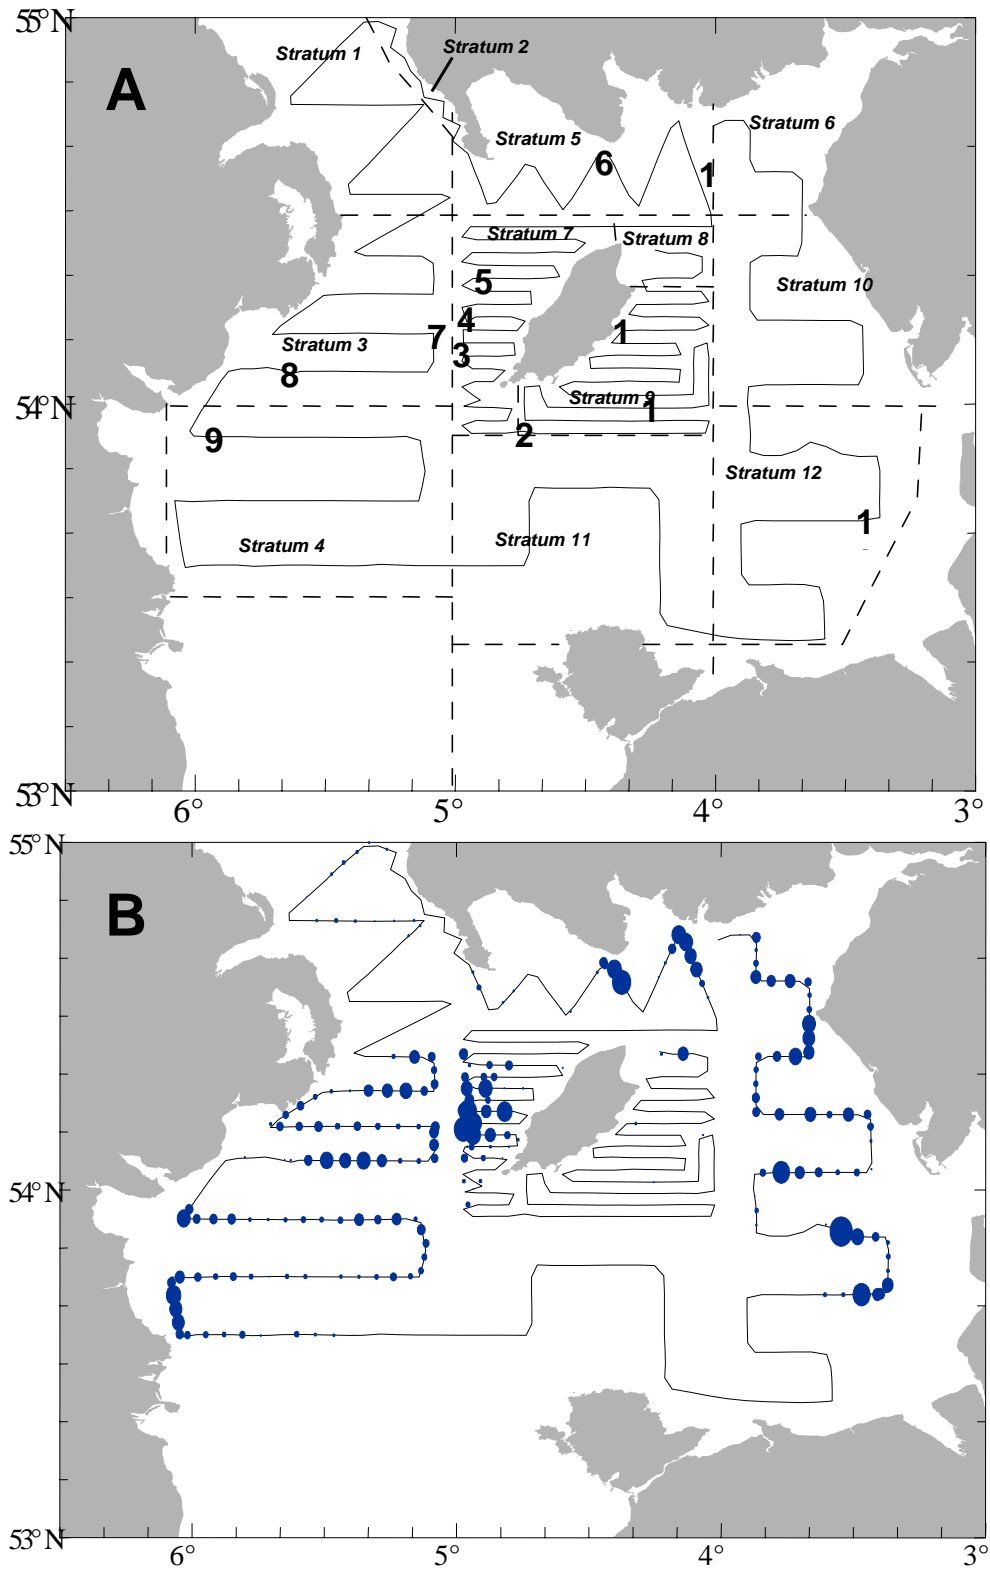 55°N
Stratum 1
Stratum 2
A
Stratum 6
Stratum 5
6
1
Stratum 7
Stratum 8
5
Stratum 10
4
7
1
Stratum 3
3
8
Stratum 9
1
54°N
2
9
Stratum 12
1
Stratum 11
Stratum 4
53°N
6° 5° 4° 3°
55°N
B
54°N
53°N
6° 5° 4° 3°